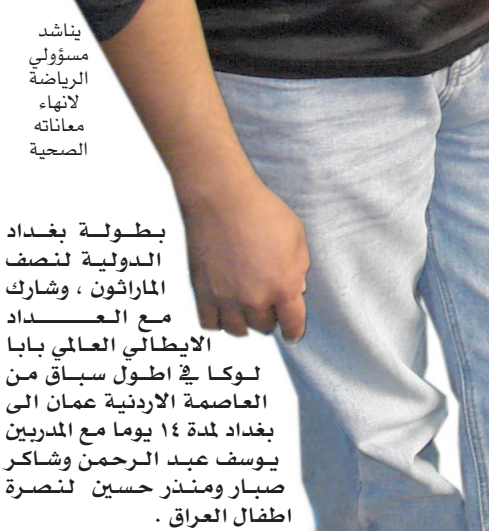 يناشد
مسؤولي
الرياضة
لانهاء
معاناته
الصحية
بطولة بغداد
الدولية لنصف
الماراثون ، وشارك
مع العداد
الايطالي العالمي بابا
لوكا في اطول سباق من
العاصمة الاردنية عمان الى
بغداد لمدة ١٤ يوما مع المدربين
يوسف عبد الرحمن وشاكر
صبار ومنذر حسين لنصرة
اطفال العراق .